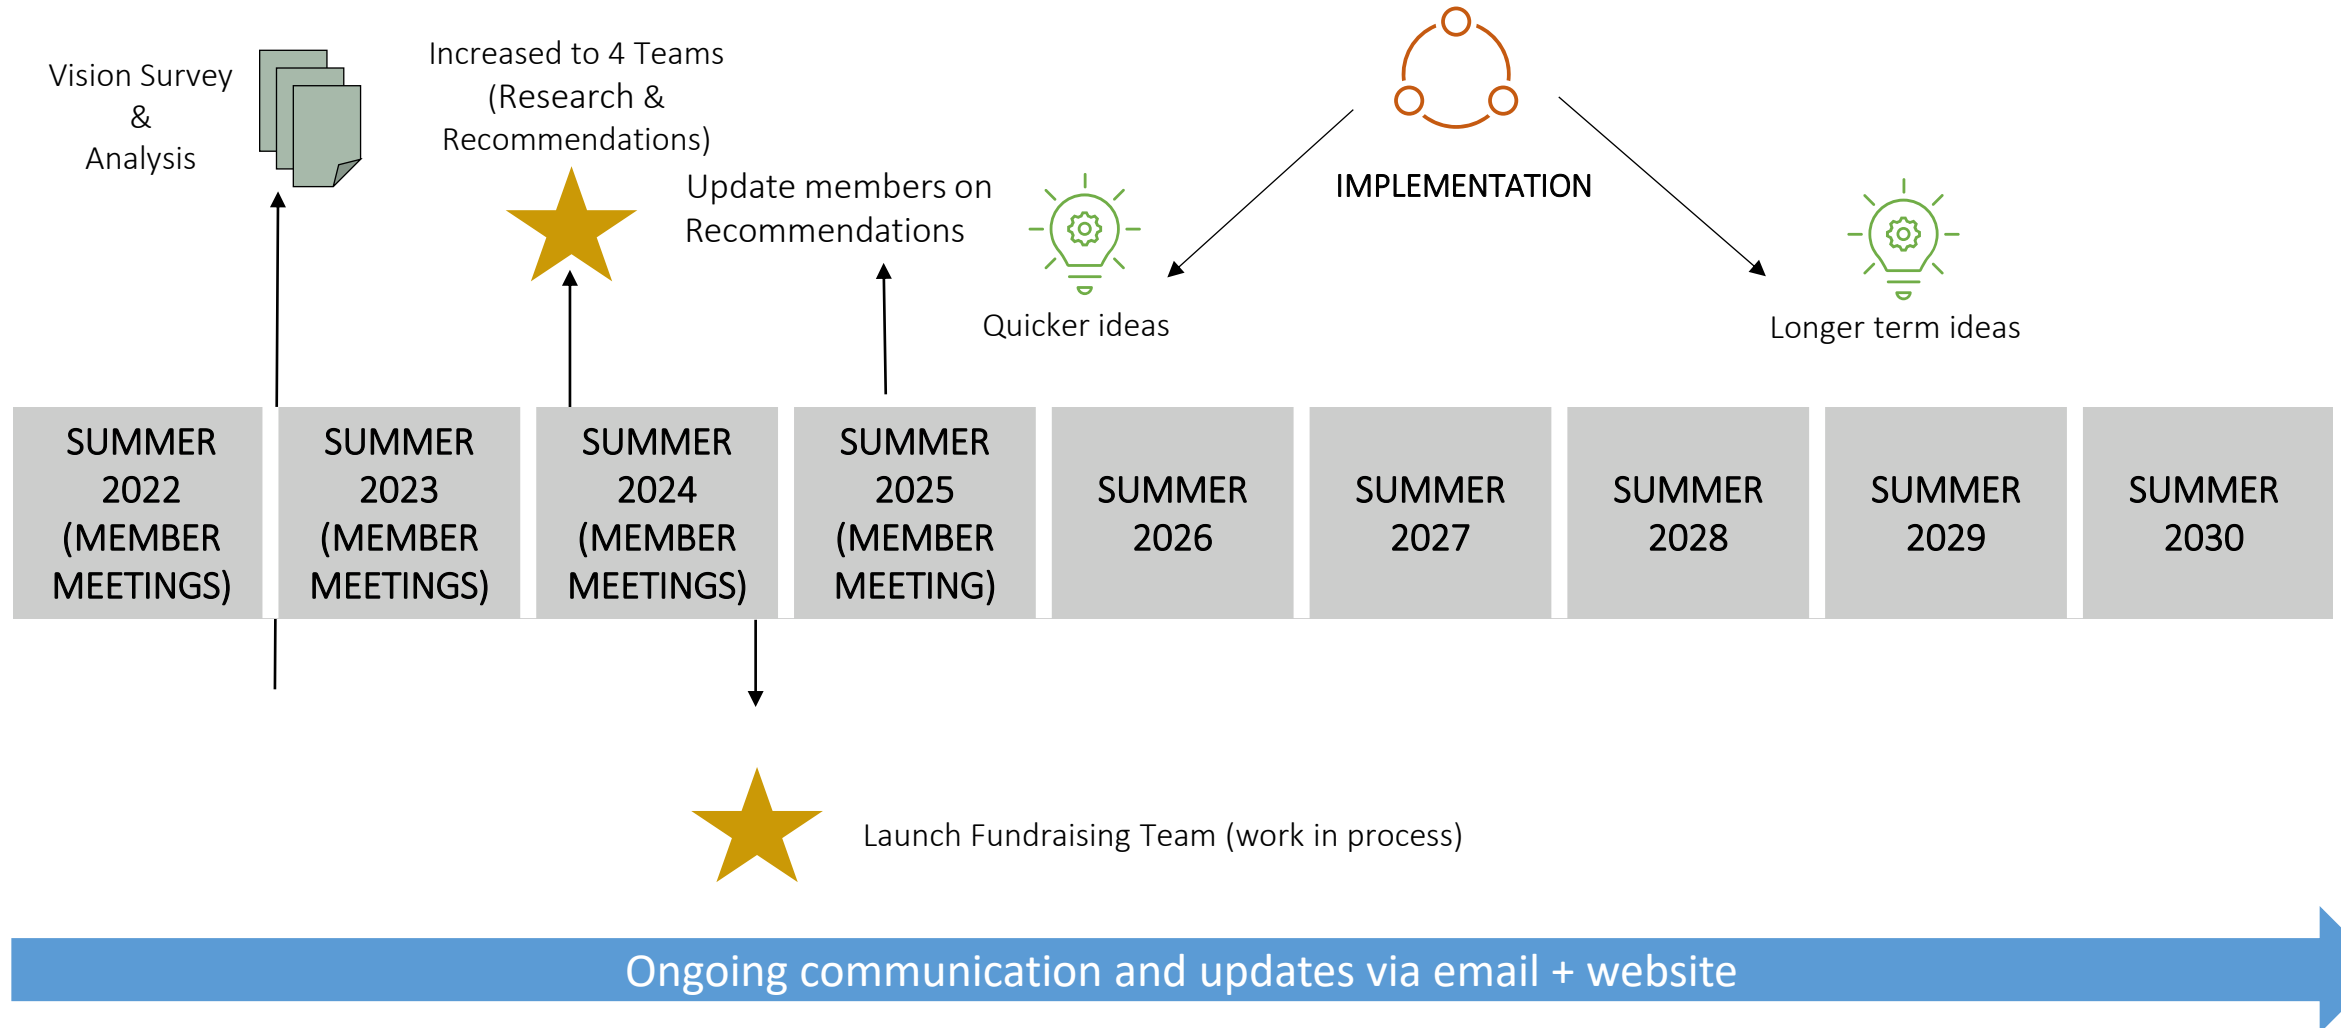 Vision Survey
&
Analysis
Increased to 4 Teams
(Research &
Recommendations)
Update members on
Recommendations
Quicker ideas
IMPLEMENTATION
Longer term ideas
SUMMER
2022
(MEMBER
MEETINGS)
SUMMER
2023
(MEMBER
MEETINGS)
SUMMER
2024
(MEMBER
MEETINGS)
SUMMER
2025
(MEMBER
MEETING)
SUMMER
2026
SUMMER
2027
SUMMER
2028
SUMMER
2029
SUMMER
2030
Launch Fundraising Team (work in process)
Ongoing communication and updates via email + website